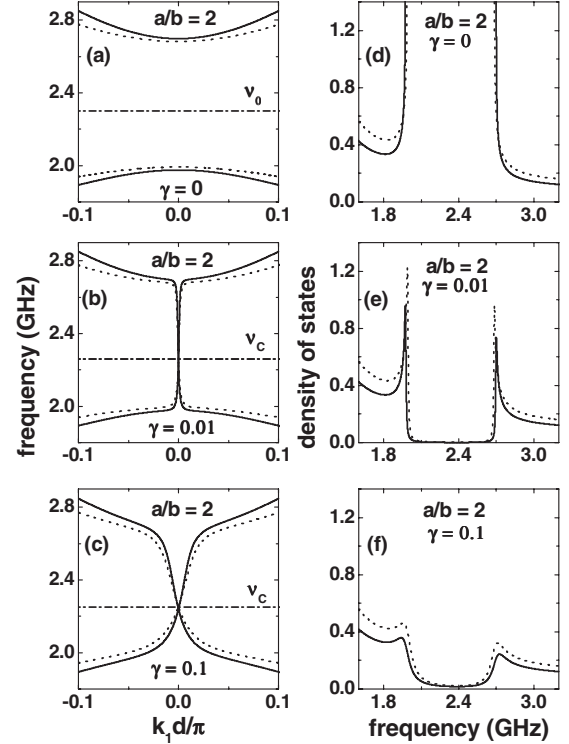 a/b = 2
(a)
ν0
γ = 0
2.8
2.4
2.0
-0.1
0.0
0.1
a/b = 2
(b)
νC
γ = 0.01
2.8
2.4
2.0
-0.1
0.0
0.1
a/b = 2
(c)
νC
γ = 0.1
2.8
2.4
2.0
-0.1
0.0
0.1
frequency (GHz)
k1d/π
(d)
a/b = 2
γ = 0
1.2
0.8
0.4
0.0
1.8
2.4
3.0
(e)
a/b = 2
γ = 0.01
1.2
0.8
0.4
0.0
1.8
2.4
3.0
(f)
a/b = 2
γ = 0.1
1.2
0.8
0.4
0.0
1.8
2.4
3.0
density of states
frequency (GHz)